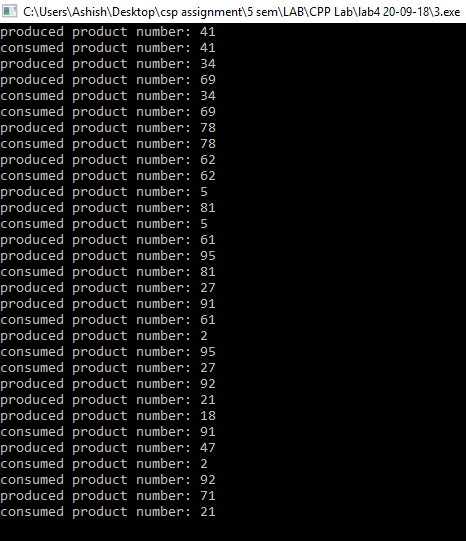 C:\Users\Ashish\Desktop\csp assignment\5 sem\LAB\CPP Lab\lab4 20-09-18\3.exe
produced product number: 41
consumed product number: 41
produced product number: 34
produced product number: 69
consumed product number: 34
consumed product number: 69
produced product number: 78
consumed product number: 78
produced product number: 62
consumed product number: 62
produced product number: 5
produced product number: 81
consumed product number: 5
produced product number: 61
produced product number: 95
consumed product number: 81
produced product number: 27
produced product number: 91
consumed product number: 61
produced product number: 2
consumed product number: 95
consumed product number: 27
produced product number: 92
produced product number: 21
produced product number: 18
consumed product number: 91
produced product number: 47
consumed product number: 2
consumed product number: 92
produced product number: 71
consumed product number: 21